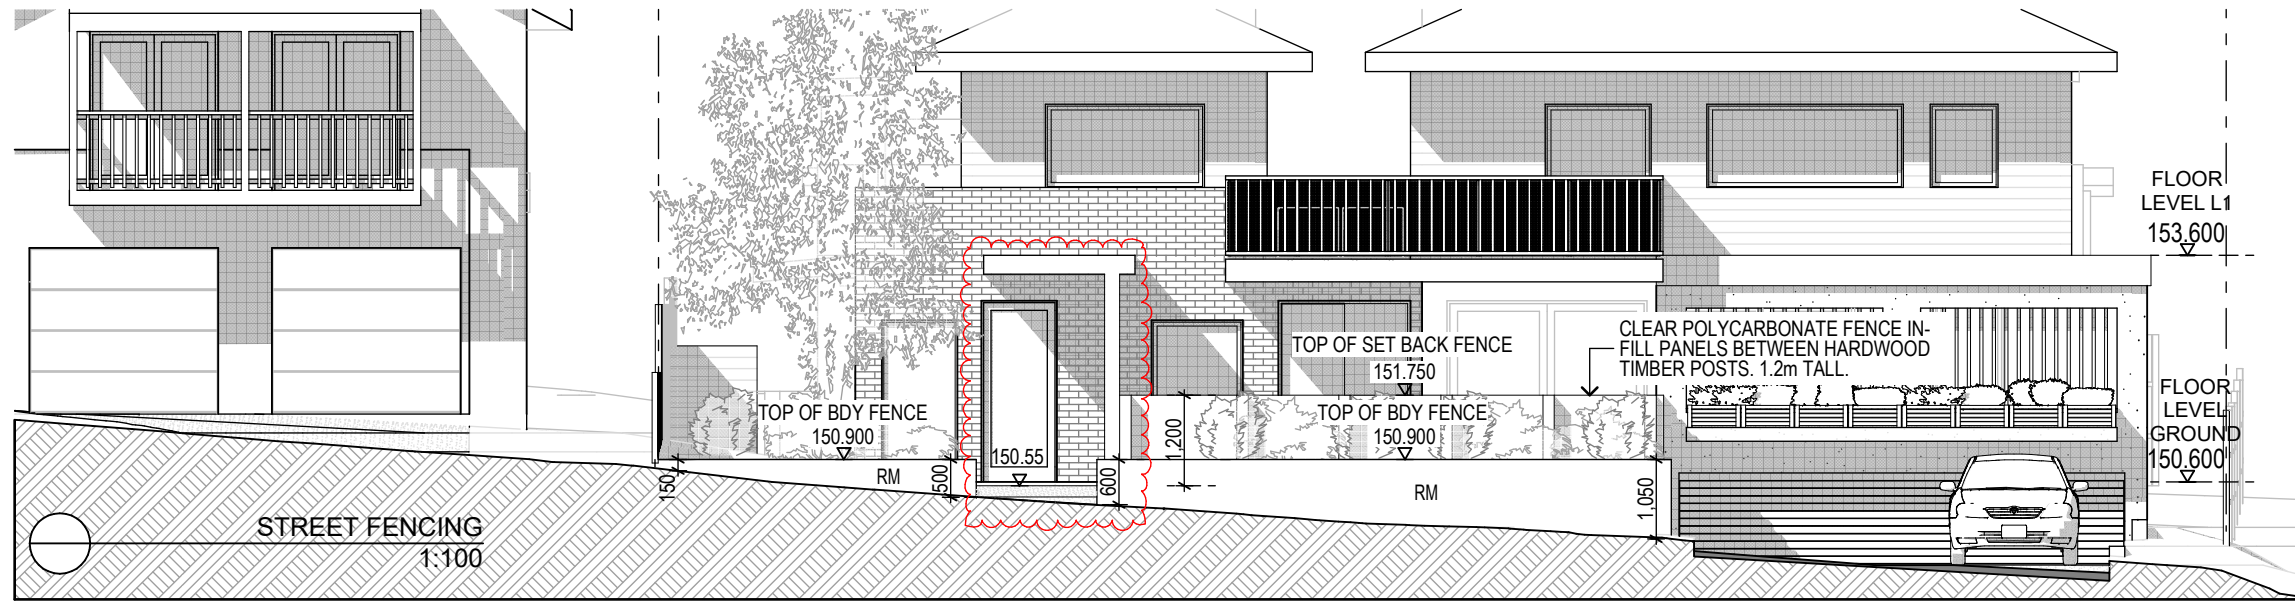 FLOOR
LEVEL L1
153.600
CLEAR POLYCARBONATE FENCE IN-
FILL PANELS BETWEEN HARDWOOD
TIMBER POSTS. 1.2m TALL.
TOP OF SET BACK FENCE
151.750
FLOOR
LEVEL
GROUND
150.600
TOP OF BDY FENCE
150.900
TOP OF BDY FENCE
150.900
1,200
150.55
150
RM
500
600
RM
1,050
STREET FENCING
1:100